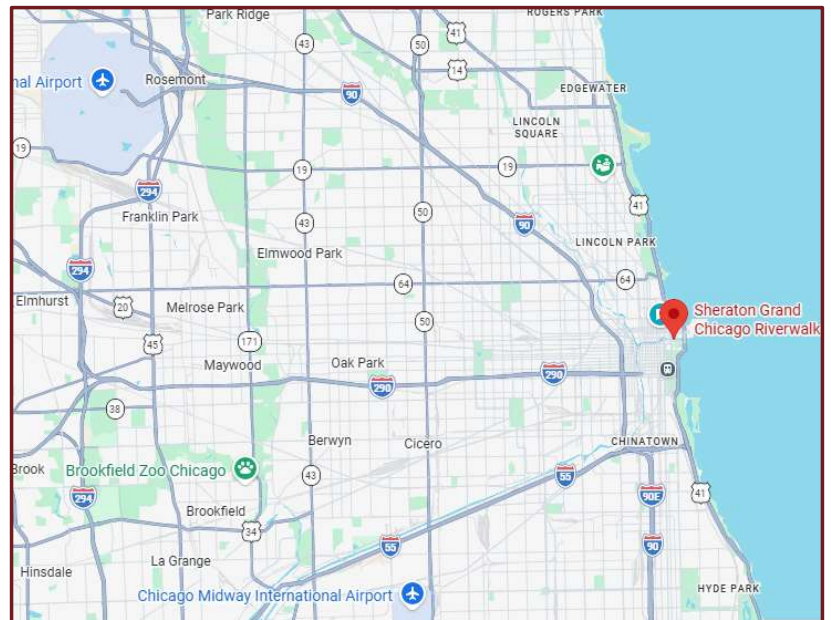 Park Ridge
ROGERS PARK
43
50
41
14
nal Airport
Rosemont
90
EDGEWATER
LINCOLN
SQUARE
19
19
19
294
41
Franklin Park
43
50
90
LINCOLN PARK
Elmwood Park
294
64
64
Elmhurst
20
Melrose Park
50
Sheraton Grand
Chicago Riverwalk
45
171
Maywood
Oak Park
290
290
38
Berwyn
Cicero
CHINATOWN
Brook
Brookfield Zoo Chicago
43
55
294
90E
41
Brookfield
34
55
90
La Grange
Hinsdale
Chicago Midway International Airport
HYDE PARK